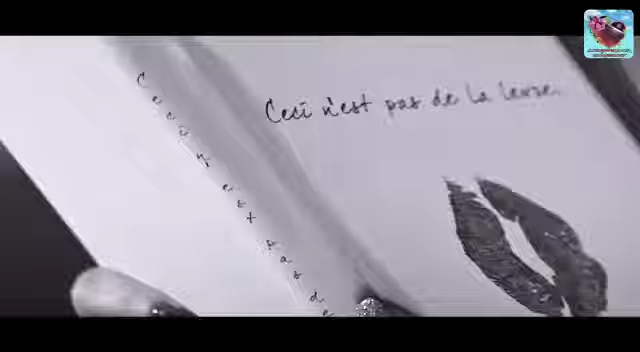 Ceci n est pas de
Ceci n'est pas de la levre.